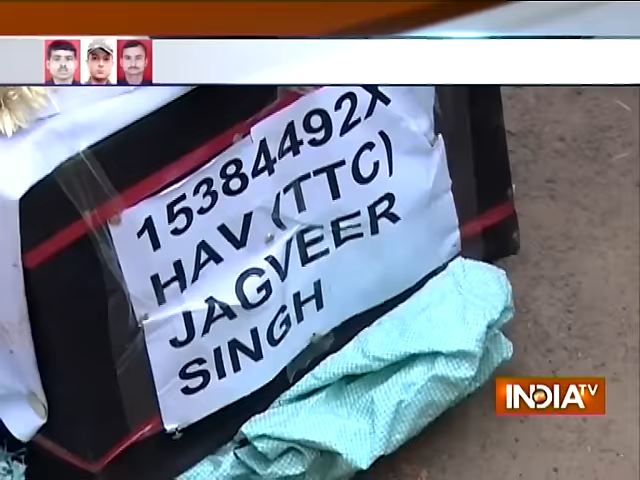 15384492X
HAV (TTC)
JAGVEER
SINGH
INDIA TV